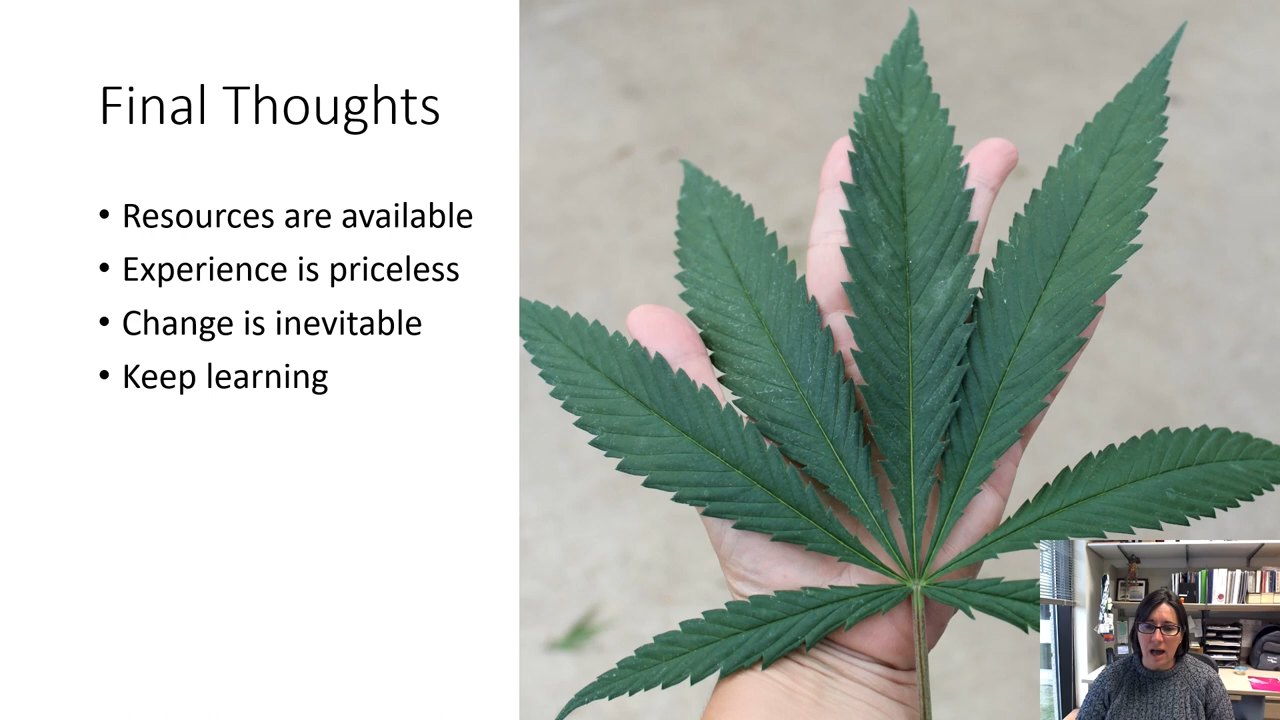 Final Thoughts
• Resources are available
• Experience is priceless
• Change is inevitable
• Keep learning